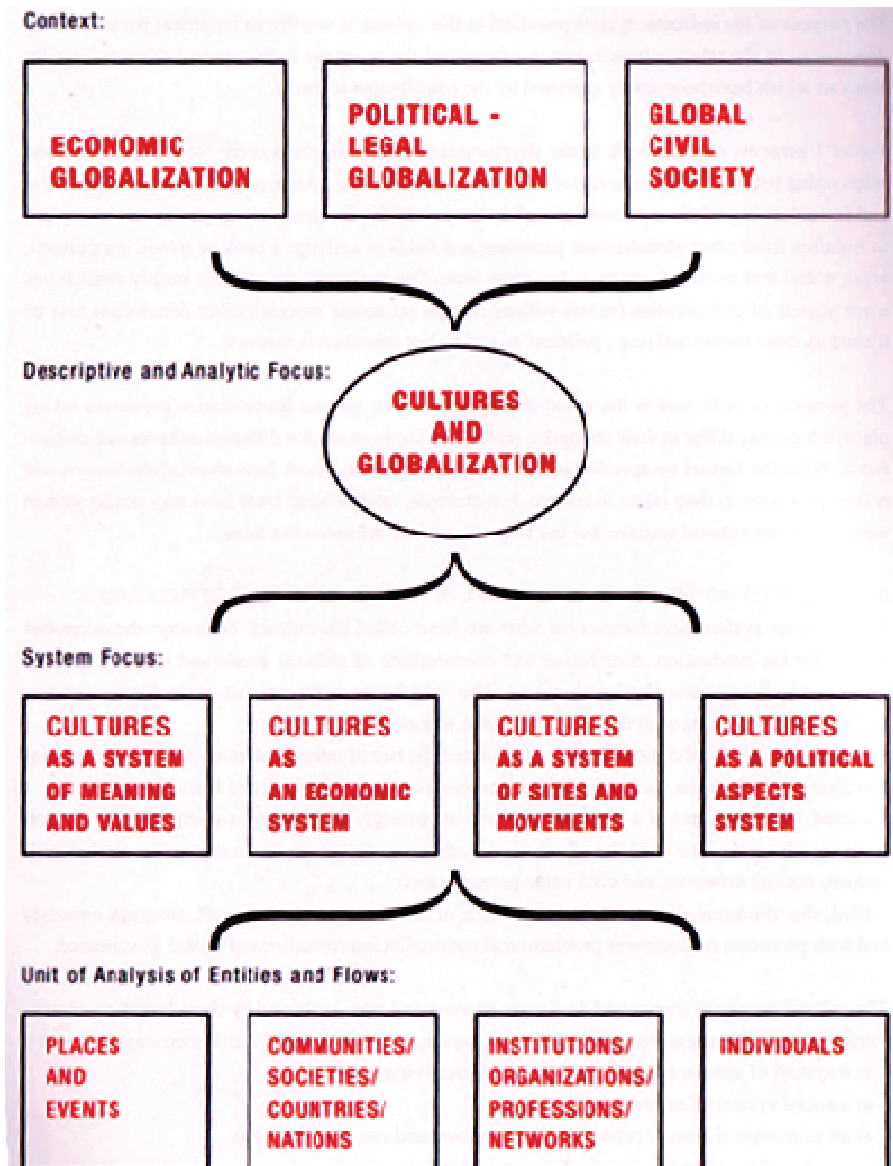 Context:
ECONOMIC
GLOBALIZATION
POLITICAL -
LEGAL
GLOBALIZATION
GLOBAL
CIVIL
SOCIETY
Descriptive and Analytic Focus:
CULTURES
AND
GLOBALIZATION
System Focus:
CULTURES
AS A SYSTEM
OF MEANING
AND VALUES
CULTURES
AS
AN ECONOMIC
SYSTEM
CULTURES
AS A SYSTEM
OF SITES AND
MOVEMENTS
CULTURES
AS A POLITICAL
ASPECTS
SYSTEM
Unit of Analysis of Entities and Flows:
PLACES
AND
EVENTS
COMMUNITIES/
SOCIETIES/
COUNTRIES/
NATIONS
INSTITUTIONS/
ORGANIZATIONS/
PROFESSIONS/
NETWORKS
INDIVIDUALS